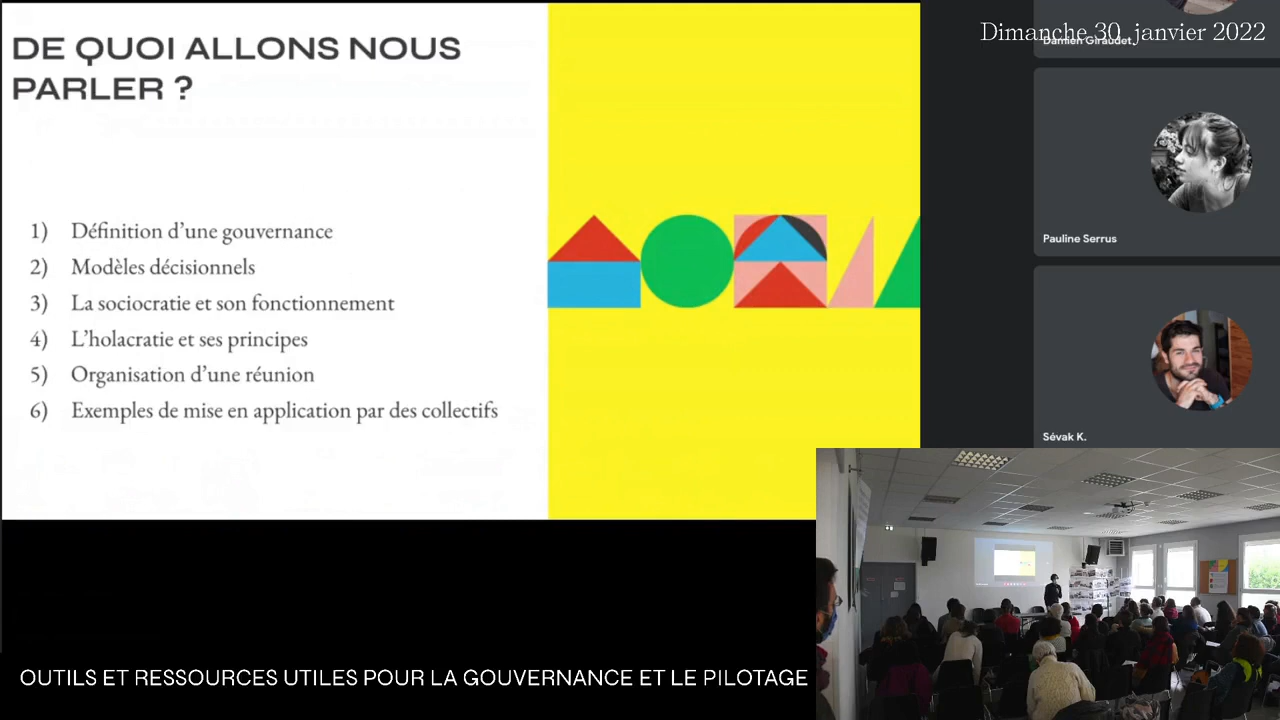 DE QUOI ALLONS NOUS
PARLER ?
1) Définition d’une gouvernance
2) Modèles décisionnels
3) La sociocratie et son fonctionnement
4) L’holacratie et ses principes
5) Organisation d’une réunion
6) Exemples de mise en application par des collectifs
Dimanche 30 janvier 2022
Damien Giraudet
Pauline Serrus
Sévak K.
OUTILS ET RESSOURCES UTILES POUR LA GOUVERNANCE ET LE PILOTAGE